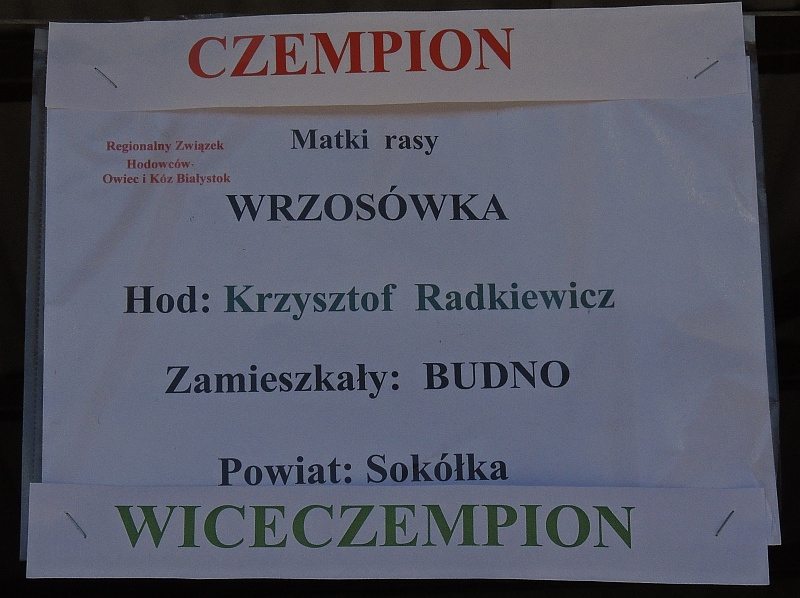 CZEMPION
Regionalny Związek
Hodowców-
Owiec i Kóz Białystok
Matki rasy
WRZOSÓWKA
Hod: Krzysztof Radkiewicz
Zamieszkały: BUDNO
Powiat: Sokółka
WICECZEMPION